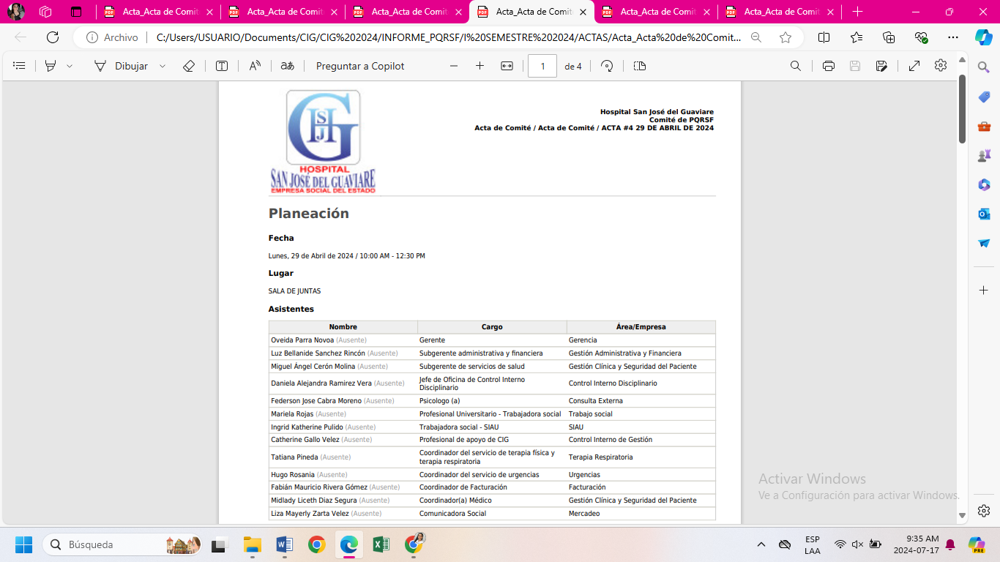 Acta_Acta de Comit
Acta_Acta de Comit
Acta_Acta de Comit
Acta_Acta de Comit
Acta_Acta de Comit
Acta_Acta de Comit
Archivo
C:/Users/USUARIO/Documents/CIG/CIG%202024/INFORME_PQRSF/I%20SEMESTRE%202024/ACTAS/Acta_Acta%20de%20Comit...
Dibujar
T
A
aあ
Preguntar a Copilot
1 de 4
HSJG
HOSPITAL
SAN JOSÉ DEL GUAVIARE
EMPRESA SOCIAL DEL ESTADO
Hospital San José del Guaviare
Comité de PQRSF
Acta de Comité / Acta de Comité / ACTA #4 29 DE ABRIL DE 2024
Planeación
Fecha
Lunes, 29 de Abril de 2024 / 10:00 AM - 12:30 PM
Lugar
SALA DE JUNTAS
Asistentes
Nombre Cargo Área/Empresa
Oveida Parra Novoa (Ausente) Gerente Gerencia
Luz Bellanide Sanchez Rincón (Ausente) Subgerente administrativa y financiera Gestión Administrativa y Financiera
Miguel Ángel Cerón Molina (Ausente) Subgerente de servicios de salud Gestión Clínica y Seguridad del Paciente
Daniela Alejandra Ramirez Vera (Ausente) Jefe de Oficina de Control Interno
Disciplinario Control Interno Disciplinario
Federson Jose Cabra Moreno (Ausente) Psicologo (a) Consulta Externa
Mariela Rojas (Ausente) Profesional Universitario - Trabajadora social Trabajo social
Ingrid Katherine Pulido (Ausente) Trabajadora social - SIAU SIAU
Catherine Gallo Velez (Ausente) Profesional de apoyo de CIG Control Interno de Gestión
Tatiana Pineda (Ausente) Coordinador del servicio de terapia física y
terapia respiratoria Terapia Respiratoria
Hugo Rosania (Ausente) Coordinador del servicio de urgencias Urgencias
Fabián Mauricio Rivera Gómez (Ausente) Coordinador de Facturación Facturación
Midlady Liceth Diaz Segura (Ausente) Coordinador(a) Médico Gestión Clínica y Seguridad del Paciente
Liza Mayerly Zarta Velez (Ausente) Comunicadora Social Mercadeo
Activar Windows
Ve a Configuración para activar Windows.
Búsqueda
ESP
LAA
9:35 AM
2024-07-17
PRE